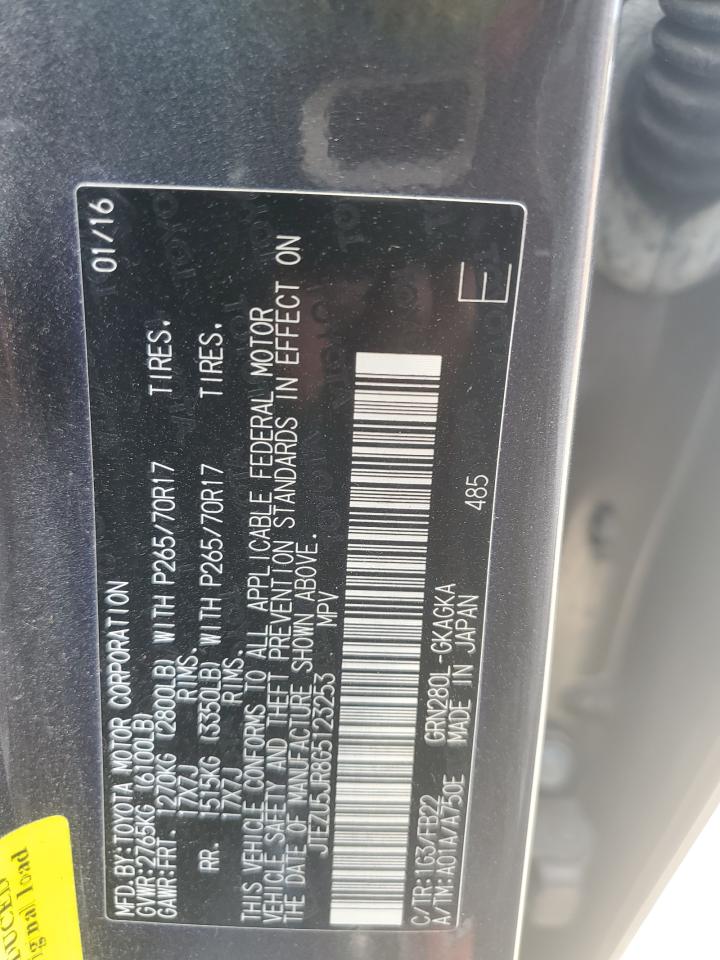 MFD.BY:TOYOTA MOTOR CORPORATION 01/16
GVWR:2765KG (6100LB)
GAWR:FRT. 1270KG (2800LB) WITH P265/70R17 TIRES.
17X7J RIMS.
RR. 1515KG (3350LB) WITH P265/70R17 TIRES.
17X7J RIMS.
THIS VEHICLE CONFORMS TO ALL APPLICABLE FEDERAL MOTOR
VEHICLE SAFETY AND THEFT PREVENTION STANDARDS IN EFFECT ON
THE DATE OF MANUFACTURE SHOWN ABOVE.
JTEZU5JR8G5123253 MPV
C/TR:1G3/FB22 GRN280L-GKAGKA 485 E
A/TM:A01A/A750E MADE IN JAPAN
DUCED
ignal load